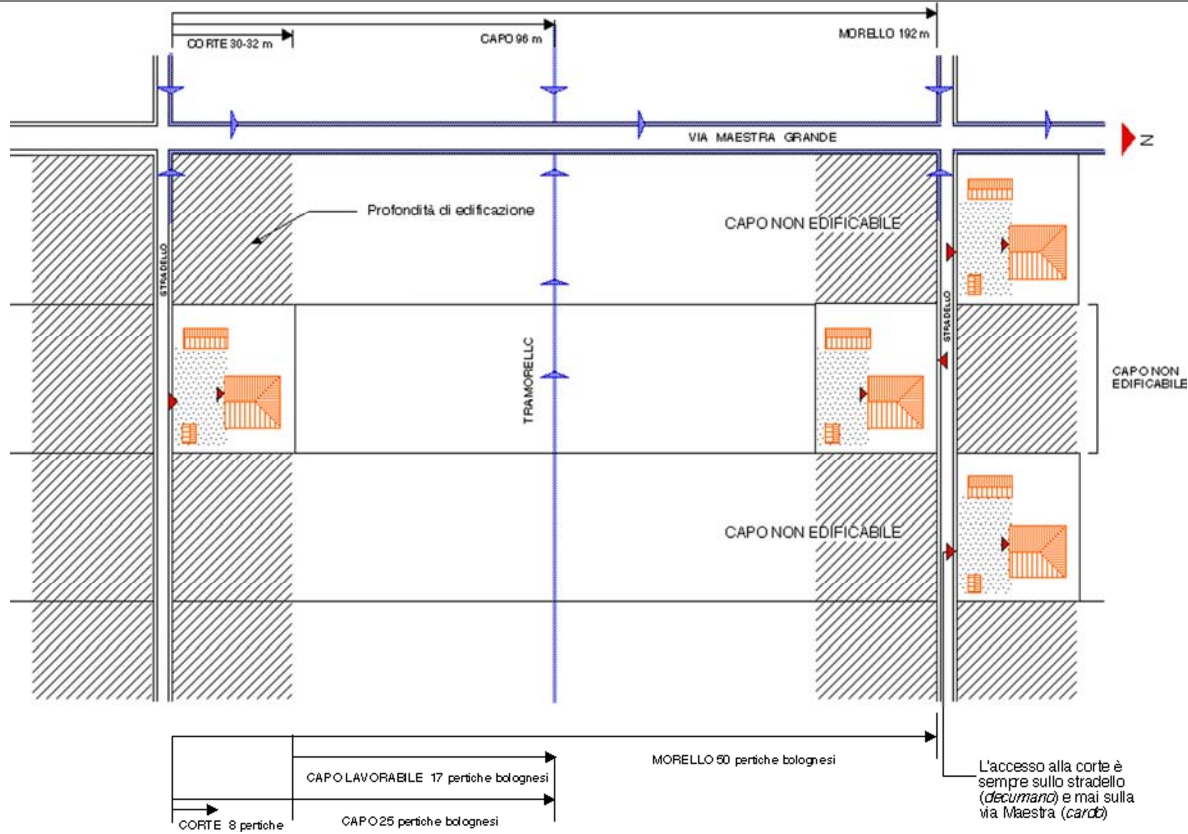 CORTE 30-32 m
CAPO 96 m
MORELLO 192 m
VIA MAESTRA GRANDE
N
Profondità di edificazione
CAPO NON EDIFICABILE
STRADELLO
STRADELLO
TRAMORELLC
CAPO NON
EDIFICABILE
CAPO NON EDIFICABILE
MORELLO 50 pertiche bolognesi
CAPO LAVORABILE 17 pertiche bolognesi
CORTE 8 pertiche
CAPO 25 pertiche bolognesi
L'accesso alla corte è
sempre sullo stradello
(decumano) e mai sulla
via Maestra (cardo)